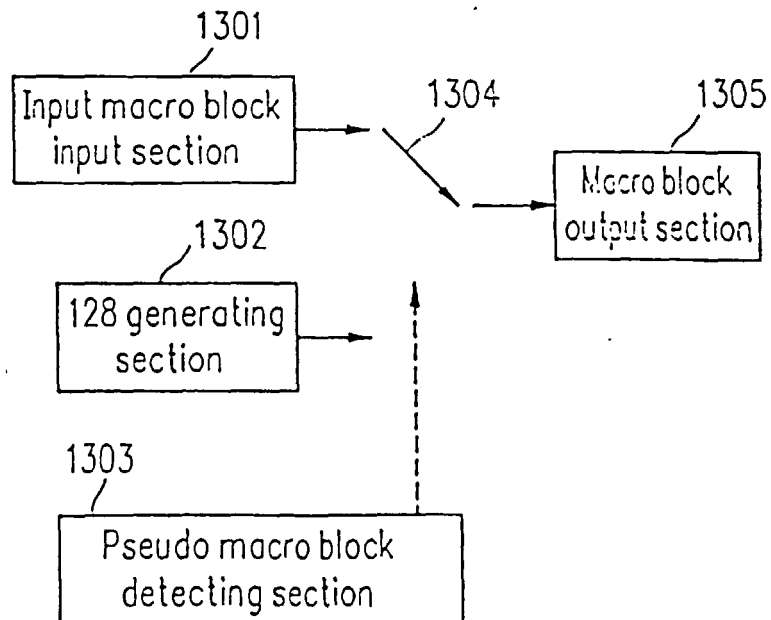 1301
Input macro block
input section
1304
1305
Macro block
output section
1302
128 generating
section
1303
Pseudo macro block
detecting section